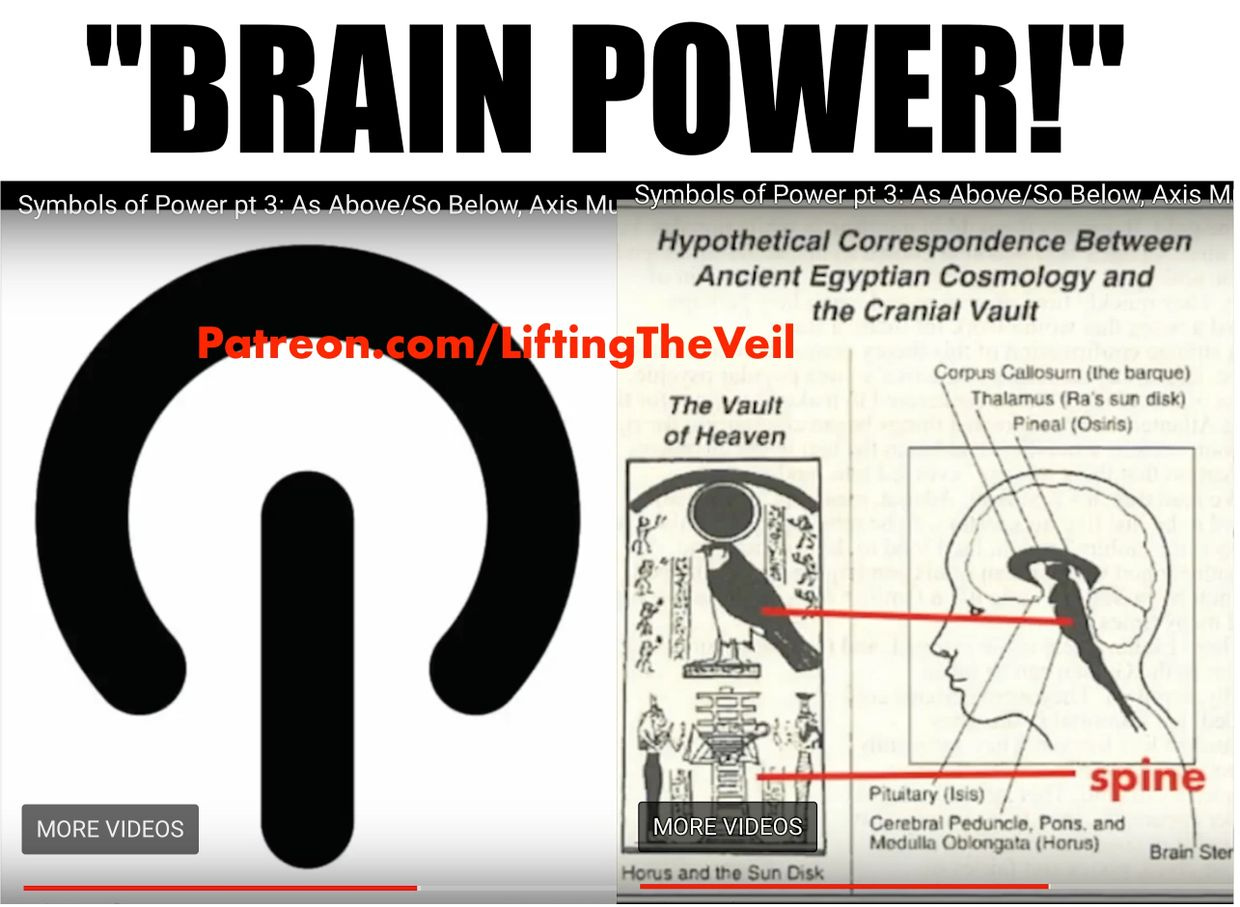 "BRAIN POWER!"
Symbols of Power pt 3: As Above/So Below, Axis Mu
Patreon.com/LiftingTheVeil
MORE VIDEOS
Symbols of Power pt 3: As Above/So Below, Axis
Hypothetical Correspondence Between
Ancient Egyptian Cosmology and
the Cranial Vault
Corpus Callosum (the barque)
Thalamus (Ra's sun disk)
Pineal (Osiris)
The Vault
of Heaven
spine
Pituitary (Isis)
Cerebral Peduncle, Pons, and
Medulla Oblongata (Horus)
Brain Ster
MORE VIDEOS
Horus and the Sun Disk